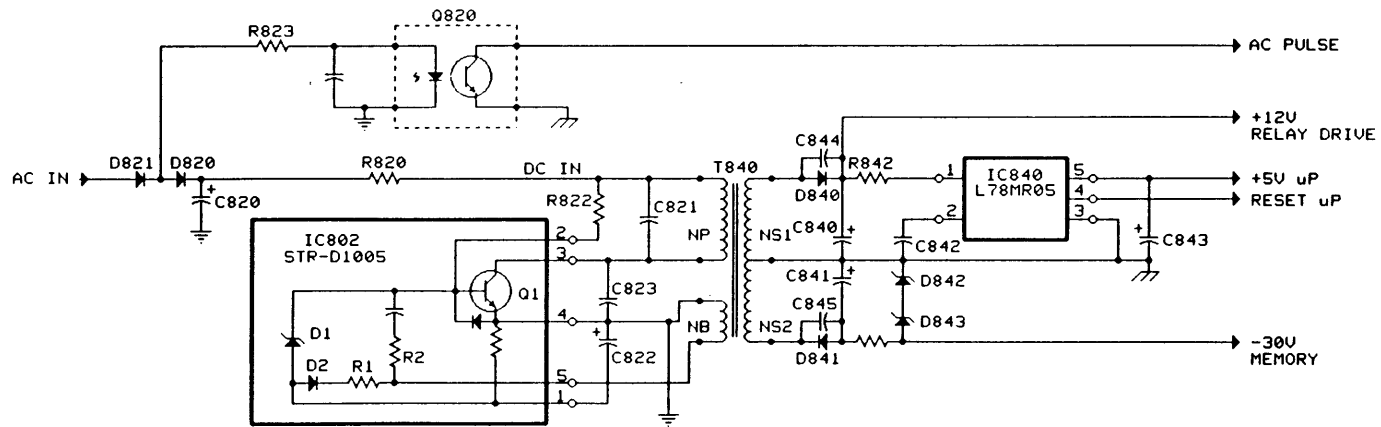 Q820
R823
AC PULSE
+12V
RELAY DRIVE
C844
D821 D820
R820
DC IN
T840
R842
AC IN
1
IC840
L78MR05
5
+5V uP
D840
4
RESET uP
C820
R822
C821
2
3
IC802
STR-D1005
2
NP
NS1
C840
C842
C843
3
C841
D842
Q1
C823
C845
D1
4
NB
NS2
D843
R2
C822
D841
-30V
MEMORY
D2
R1
5
1